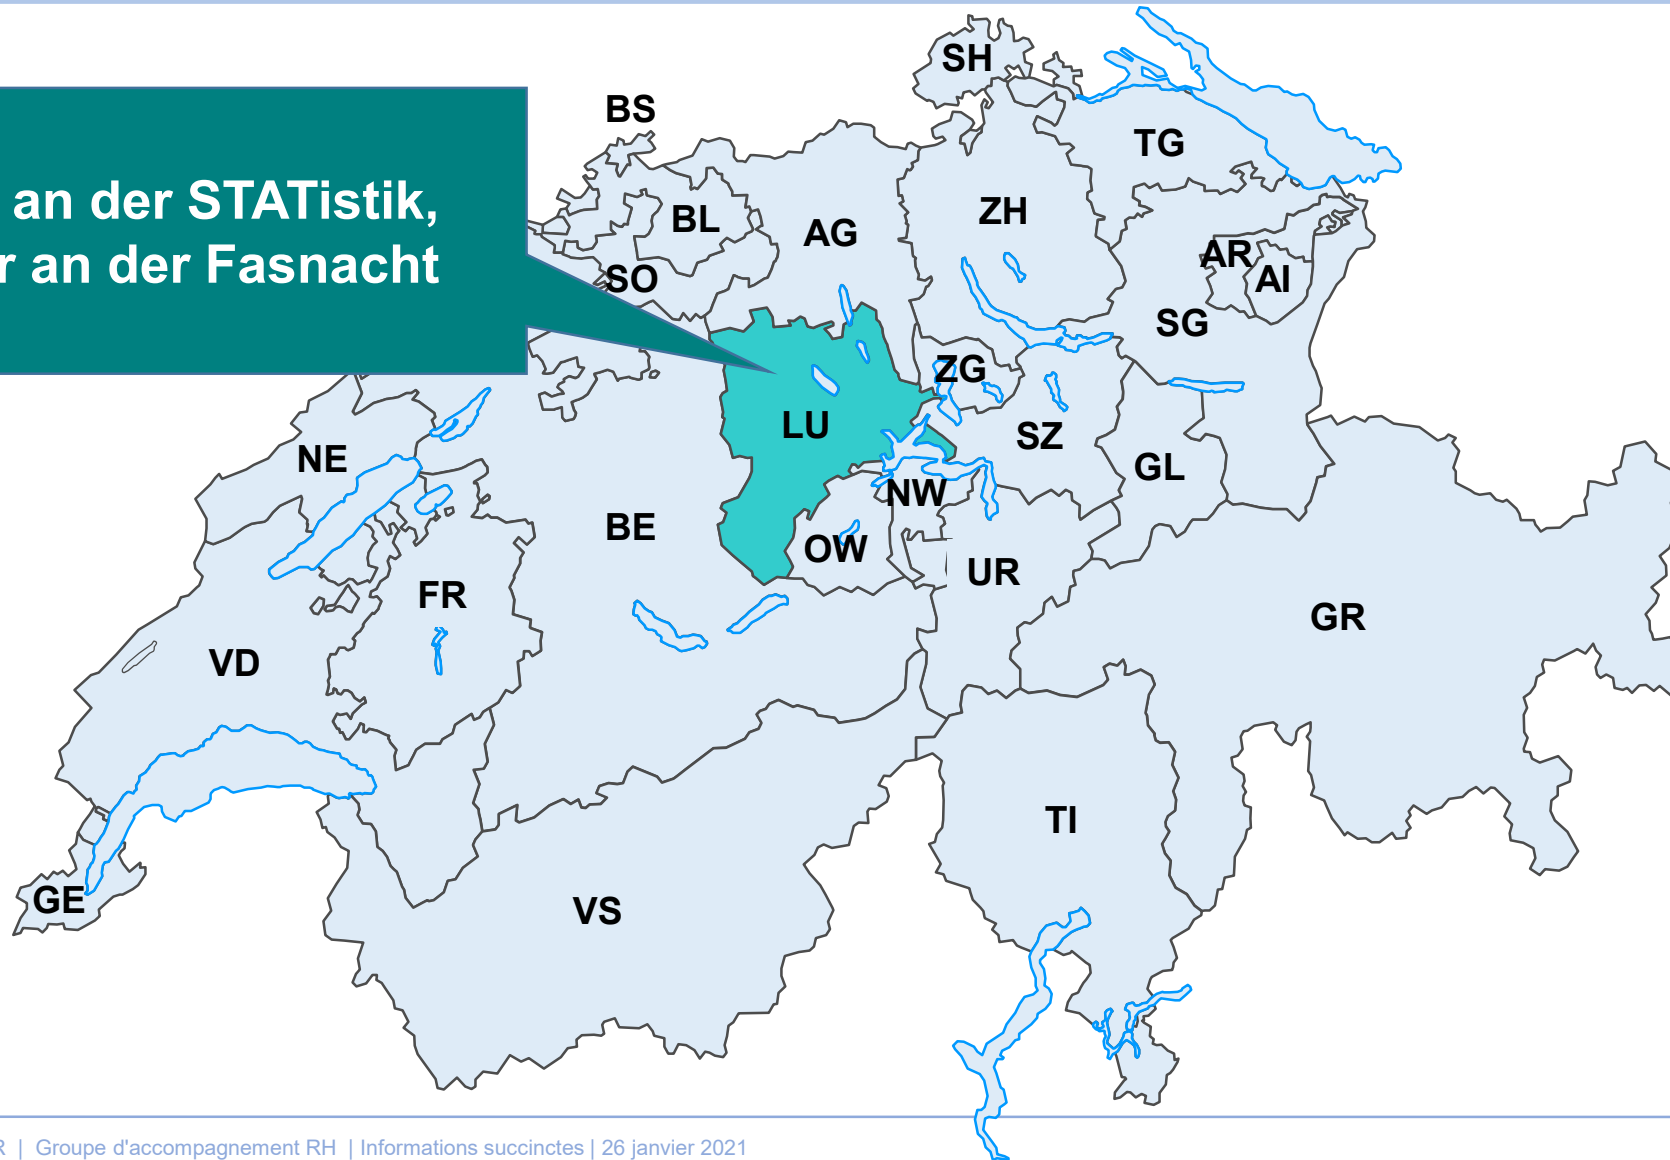 SH
BS
TG
an der STATistik,
BL
ZH
AG
an der Fasnacht
SO
AR
AI
SG
ZG
LU
SZ
NE
GL
NW
BE
OW
UR
FR
GR
VD
TI
GE
VS
| Groupe d'accompagnement RH | Informations succinctes | 26 janvier 2021